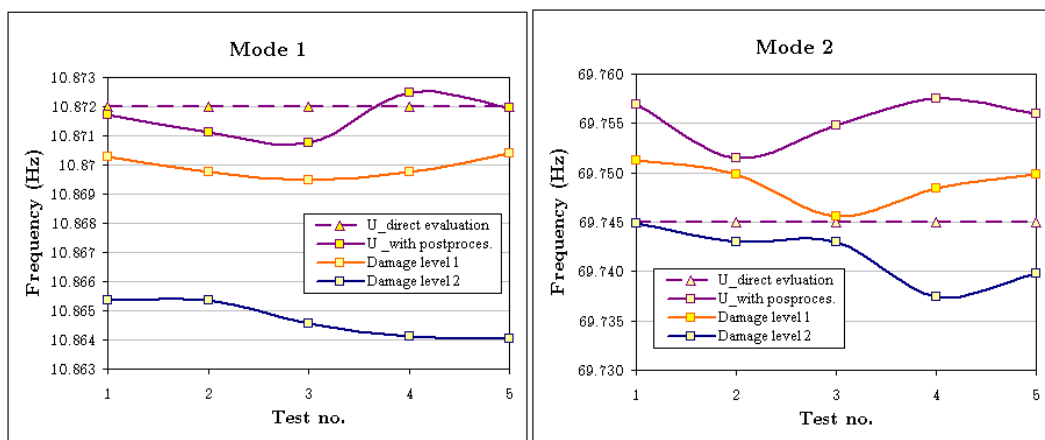 Mode 1
Frequency (Hz)
10.873
10.872
10.871
10.87
10.869
10.868
10.867
10.866
10.865
10.864
10.863
U_direct evaluation
U_with postproces.
Damage level 1
Damage level 2
1 2 3 4 5
Test no.
Mode 2
Frequency (Hz)
69.760
69.755
69.750
69.745
69.740
69.735
69.730
U_direct evluation
U_with posproces.
Damage level 1
Damage level 2
1 2 3 4 5
Test no.